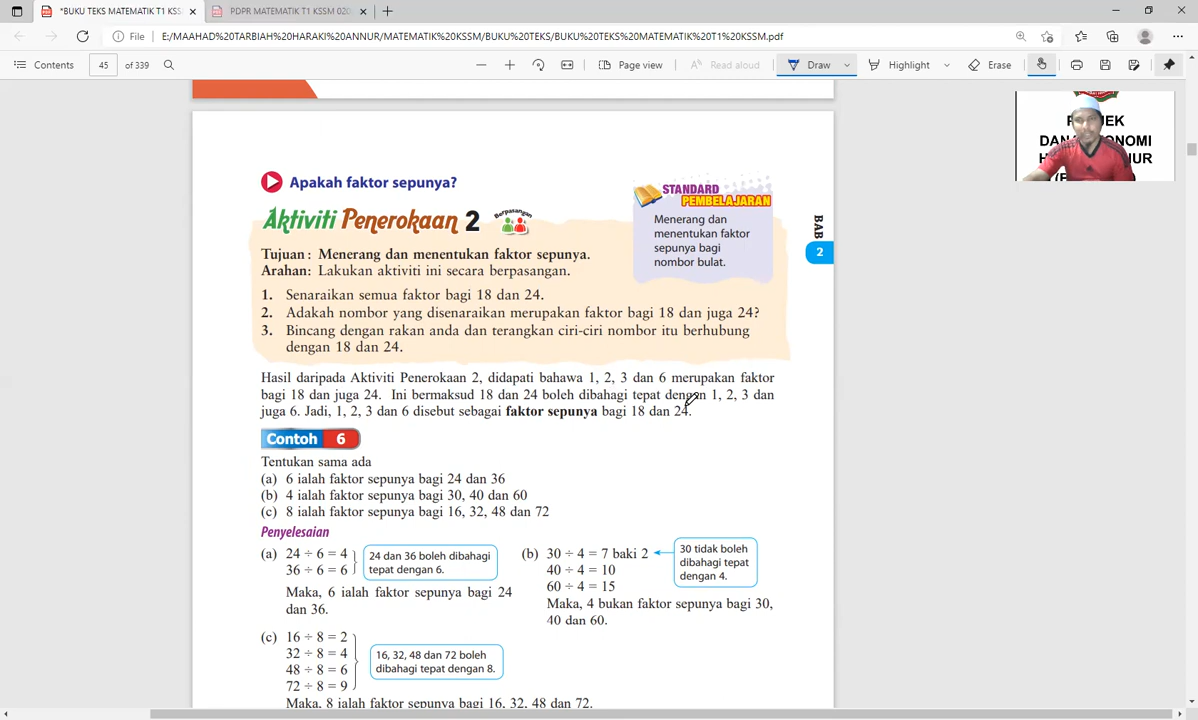 *BUKU TEKS MATEMATIK T1 KSS
PDPR MATEMATIK T1 KSSM 020
File
E:/MAAHAD%20TARBIAH%20HARAKI%20ANNUR/MATEMATIK%20KSSM/BUKU%20TEKS/BUKU%20TEKS%20MATEMATIK%20T1%20KSSM.pdf
Contents 45 of 339 Page view Read aloud Draw Highlight Erase
Apakah faktor sepunya?
Aktiviti Penerokaan 2
Berpasangan
STANDARD
PEMBELAJARAN
Menerang dan
menentukan faktor
sepunya bagi
nombor bulat.
BAB
2
Tujuan : Menerang dan menentukan faktor sepunya.
Arahan: Lakukan aktiviti ini secara berpasangan.
1. Senaraikan semua faktor bagi 18 dan 24.
2. Adakah nombor yang disenaraikan merupakan faktor bagi 18 dan juga 24?
3. Bincang dengan rakan anda dan terangkan ciri-ciri nombor itu berhubung
dengan 18 dan 24.
Hasil daripada Aktiviti Penerokaan 2, didapati bahawa 1, 2, 3 dan 6 merupakan faktor
bagi 18 dan juga 24. Ini bermaksud 18 dan 24 boleh dibahagi tepat dengan 1, 2, 3 dan
juga 6. Jadi, 1, 2, 3 dan 6 disebut sebagai faktor sepunya bagi 18 dan 24.
Contoh 6
Tentukan sama ada
(a) 6 ialah faktor sepunya bagi 24 dan 36
(b) 4 ialah faktor sepunya bagi 30, 40 dan 60
(c) 8 ialah faktor sepunya bagi 16, 32, 48 dan 72
Penyelesaian
(a) 24 ÷ 6 = 4
36 ÷ 6 = 6
24 dan 36 boleh dibahagi
tepat dengan 6.
Maka, 6 ialah faktor sepunya bagi 24
dan 36.
(b) 30 ÷ 4 = 7 baki 2
40 ÷ 4 = 10
60 ÷ 4 = 15
30 tidak boleh
dibahagi tepat
dengan 4.
Maka, 4 bukan faktor sepunya bagi 30,
40 dan 60.
(c) 16 ÷ 8 = 2
32 ÷ 8 = 4
48 ÷ 8 = 6
72 ÷ 8 = 9
16, 32, 48 dan 72 boleh
dibahagi tepat dengan 8.
Maka, 8 ialah faktor sepunya bagi 16, 32, 48 dan 72.